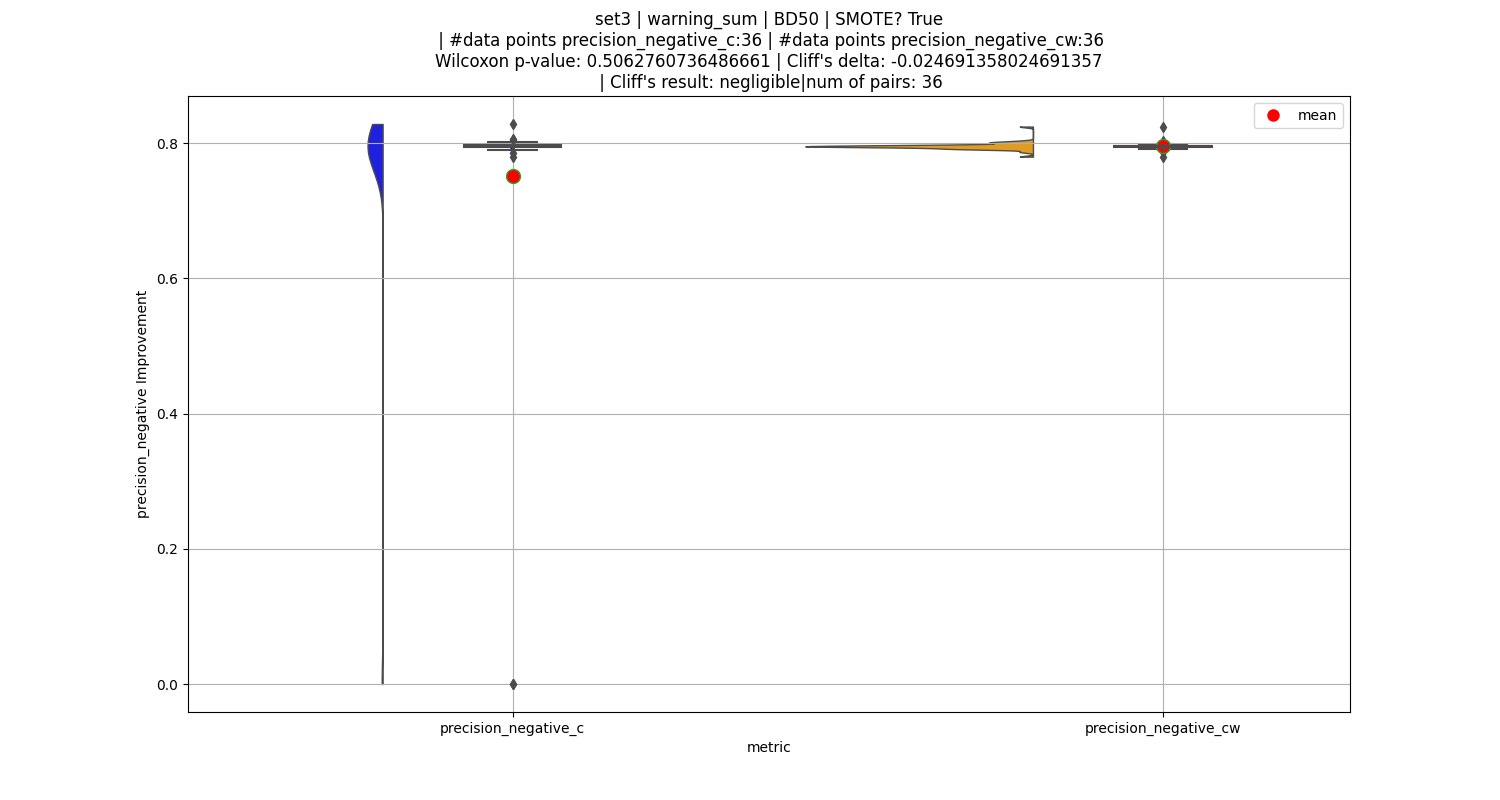 set3 | warning_sum | BD50 | SMOTE? True
| #data points precision_negative_c:36 | #data points precision_negative_cw:36
Wilcoxon p-value: 0.5062760736486661 | Cliff's delta: -0.024691358024691357
| Cliff's result: negligible|num of pairs: 36
mean
0.8
0.6
0.4
0.2
0.0
precision_negative Improvement
precision_negative_c
precision_negative_cw
metric